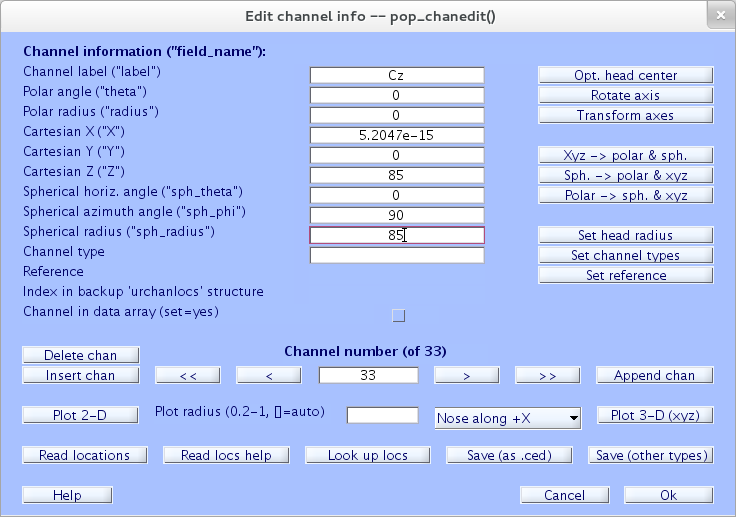 Edit channel info -- pop_chanedit()
×
Channel information ("field_name"):
Channel label ("label") Cz Opt. head center
Polar angle ("theta") 0 Rotate axis
Polar radius ("radius") 0 Transform axes
Cartesian X ("X") 5.2047e-15
Cartesian Y ("Y") 0 Xyz -> polar & sph.
Cartesian Z ("Z") 85 Sph. -> polar & xyz
Spherical horiz. angle ("sph_theta") 0 Polar -> sph. & xyz
Spherical azimuth angle ("sph_phi") 90
Spherical radius ("sph_radius") 85 Set head radius
Channel type Set channel types
Reference Set reference
Index in backup 'urchanlocs' structure
Channel in data array (set=yes)
Delete chan Channel number (of 33)
Insert chan << < 33 > >> Append chan
Plot 2-D Plot radius (0.2-1, []=auto) Nose along +X Plot 3-D (xyz)
Read locations Read locs help Look up locs Save (as .ced) Save (other types)
Help Cancel Ok